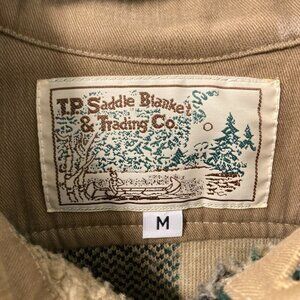 T.P. Saddle Blanket
& Trading Co.
M